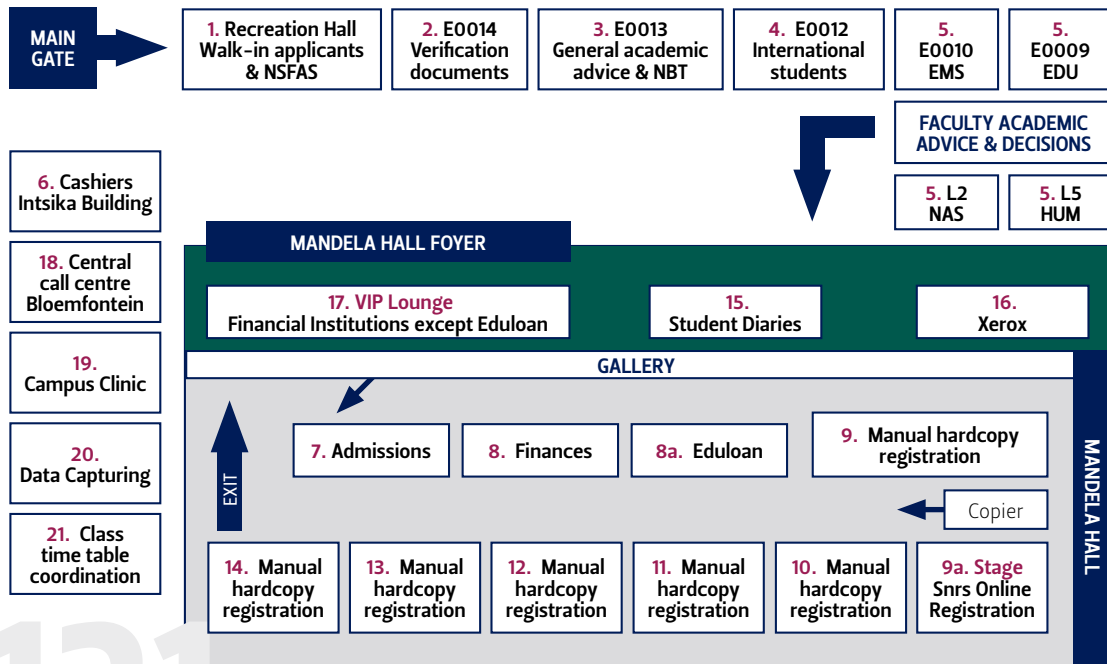 MAIN
GATE
1. Recreation Hall
Walk-in applicants
& NSFAS
2. E0014
Verification
documents
3. E0013
General academic
advice & NBT
4. E0012
International
students
5.
E0010
EMS
5.
E0009
EDU
FACULTY ACADEMIC
ADVICE & DECISIONS
5. L2
NAS
5. L5
HUM
6. Cashiers
Intsika Building
18. Central
call centre
Bloemfontein
19.
Campus Clinic
20.
Data Capturing
21. Class
time table
coordination
MANDELA HALL FOYER
17. VIP Lounge
Financial Institutions except Eduloan
15.
Student Diaries
16.
Xerox
GALLERY
7. Admissions
8. Finances
8a. Eduloan
9. Manual hardcopy
registration
MANDELA HALL
EXIT
Copier
14. Manual
hardcopy
registration
13. Manual
hardcopy
registration
12. Manual
hardcopy
registration
11. Manual
hardcopy
registration
10. Manual
hardcopy
registration
9a. Stage
Snrs Online
Registration
121